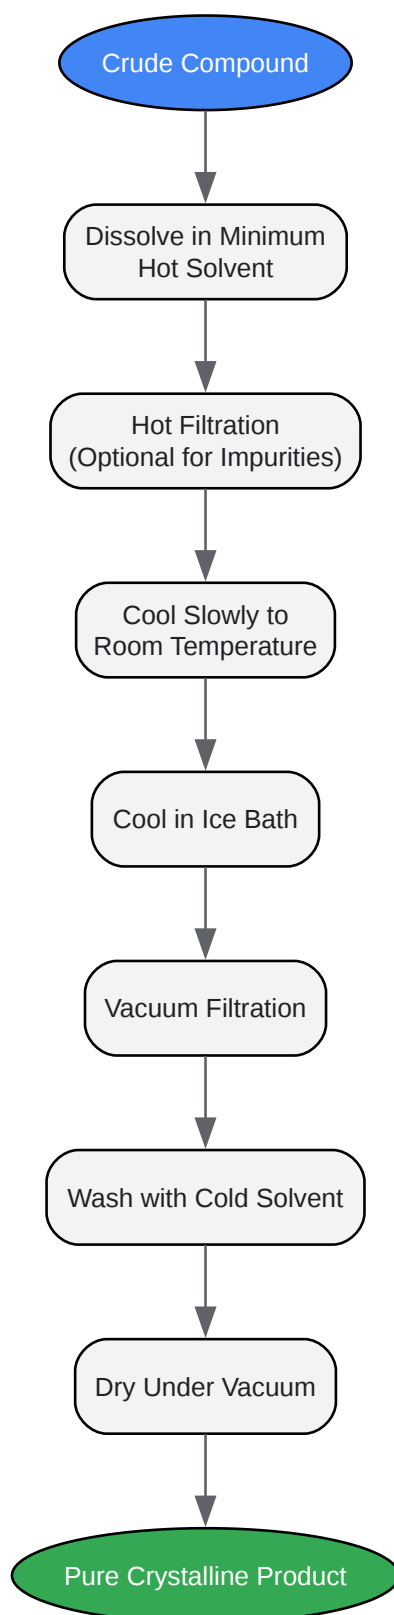 Crude Compound
Dissolve in Minimum
Hot Solvent
Hot Filtration
(Optional for Impurities)
Cool Slowly to
Room Temperature
Cool in Ice Bath
Vacuum Filtration
Wash with Cold Solvent
Dry Under Vacuum
Pure Crystalline Product